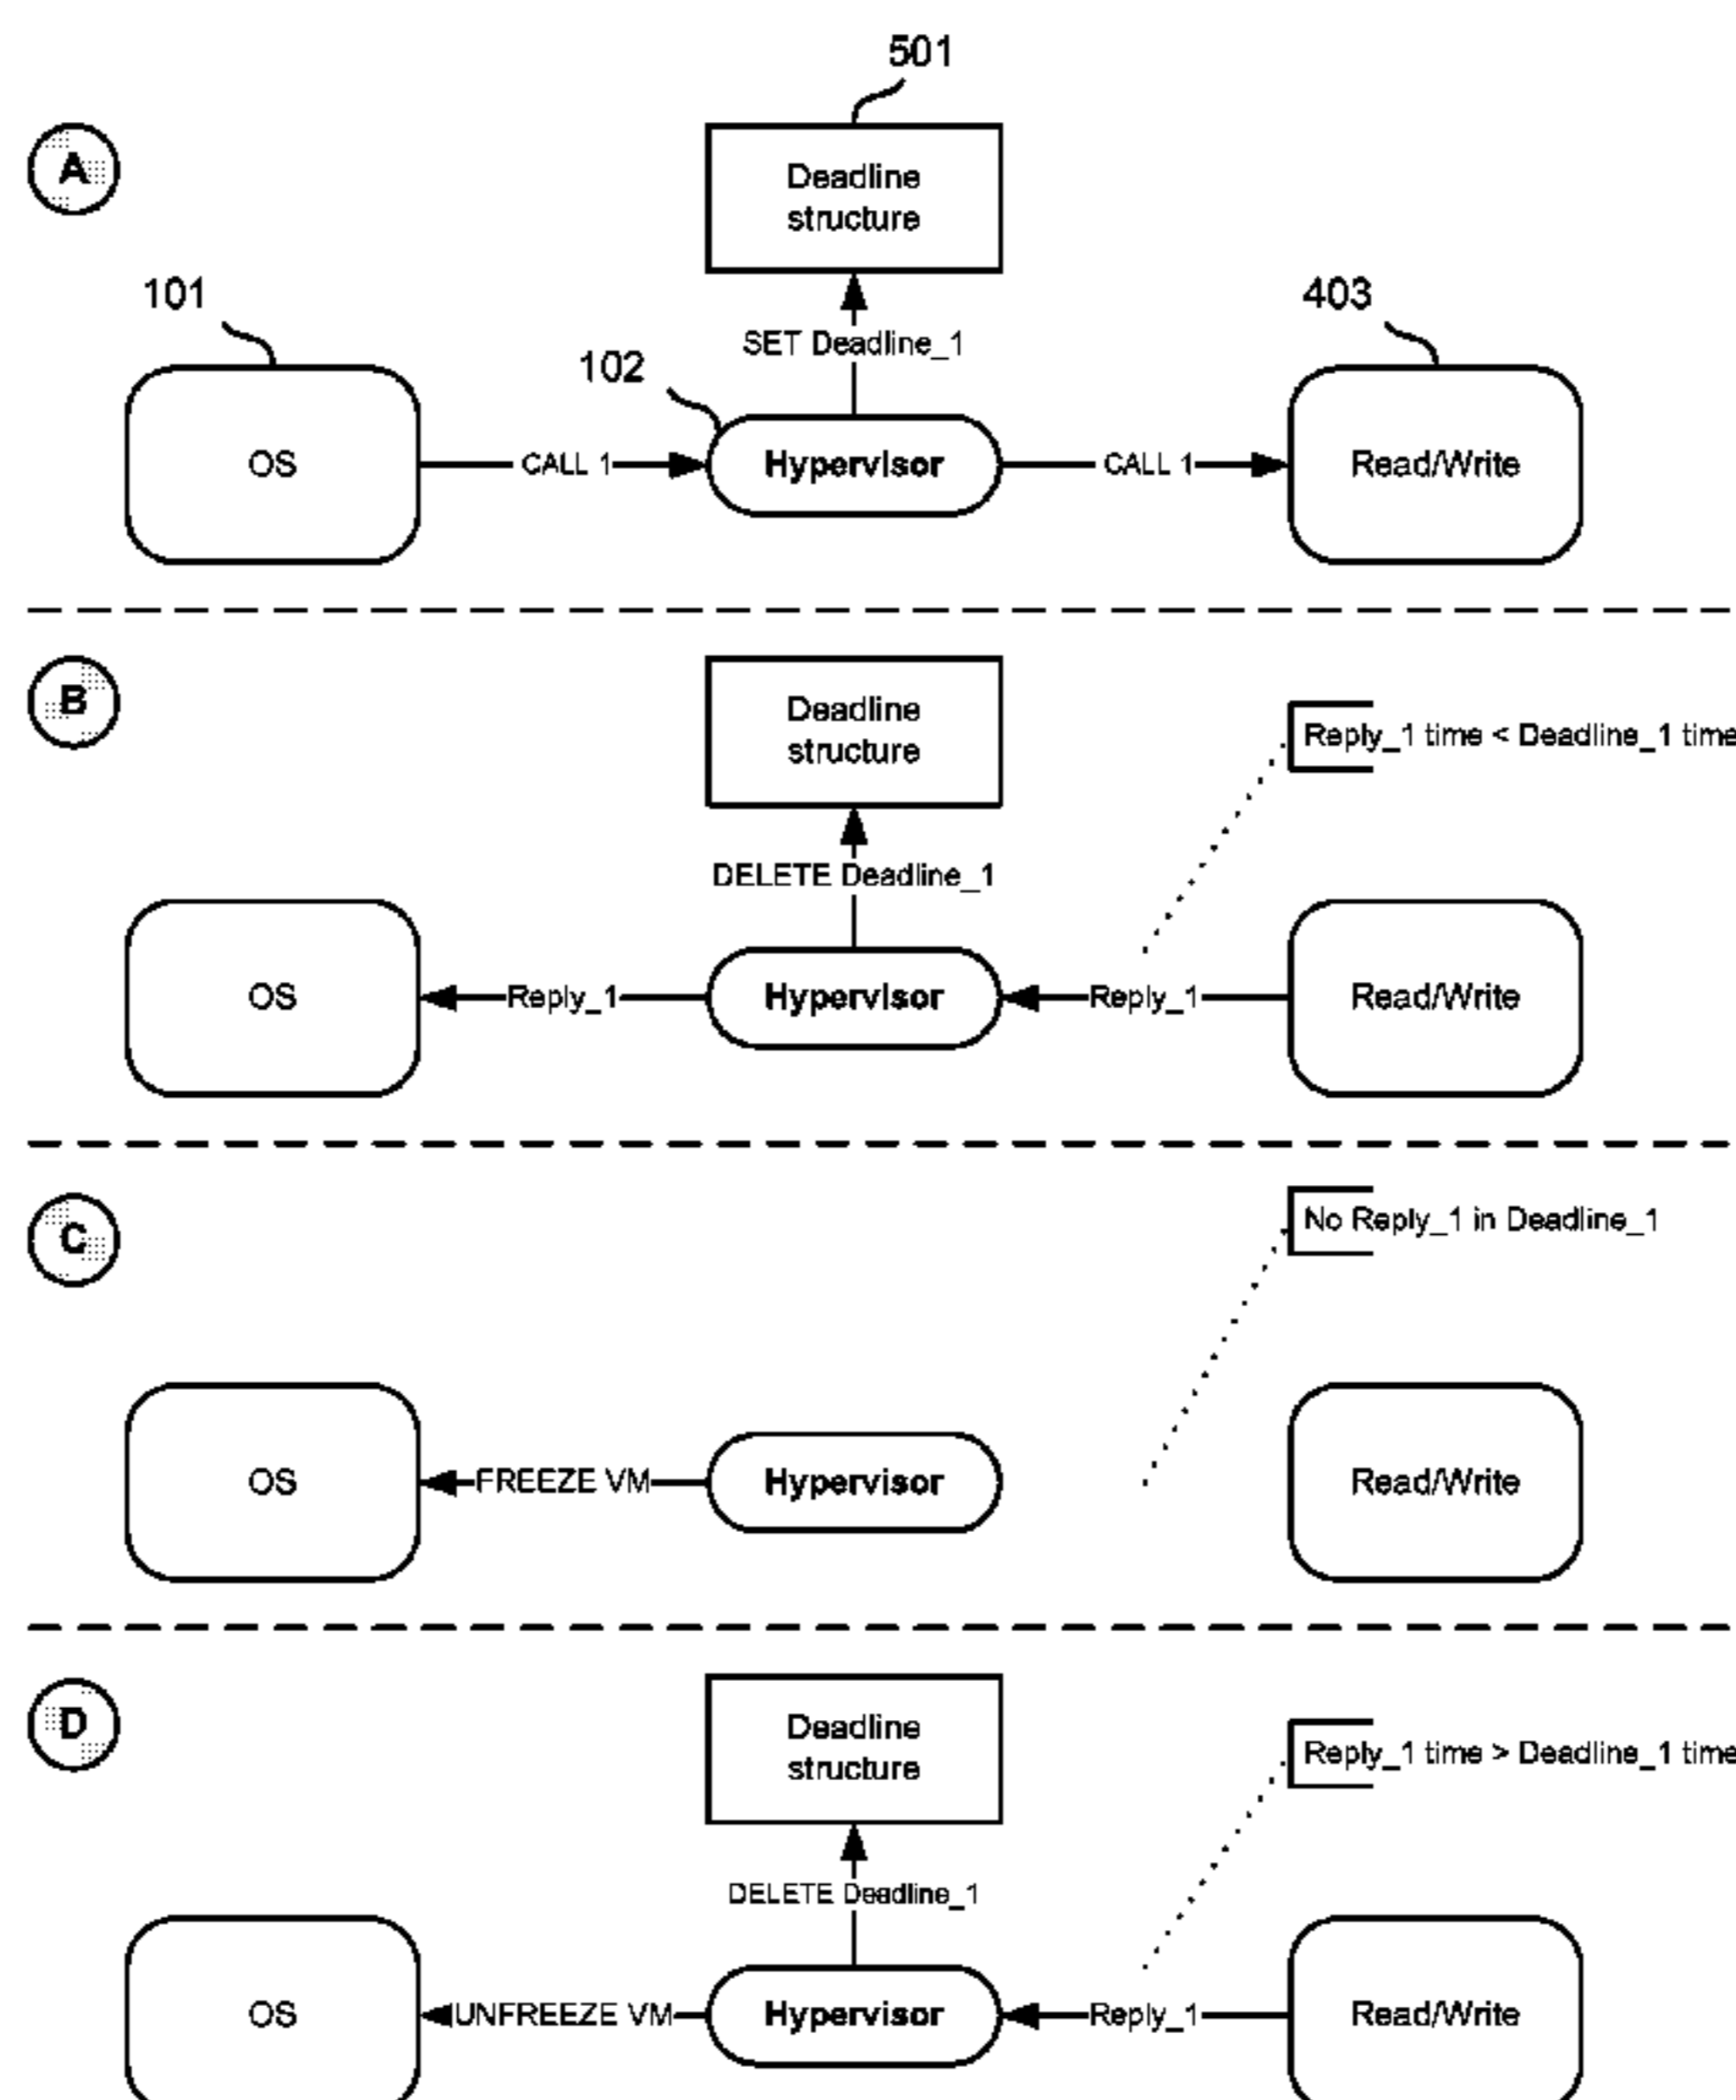 501
A
Deadline
structure
101
403
SET Deadline_1
102
OS
CALL 1
Hypervisor
CALL 1
Read/Write
B
Deadline
structure
Reply_1 time < Deadline_1 time
DELETE Deadline_1
OS
Reply_1
Hypervisor
Reply_1
Read/Write
C
No Reply_1 in Deadline_1
OS
FREEZE VM
Hypervisor
Read/Write
D
Deadline
structure
Reply_1 time > Deadline_1 time
DELETE Deadline_1
OS
UNFREEZE VM
Hypervisor
Reply_1
Read/Write